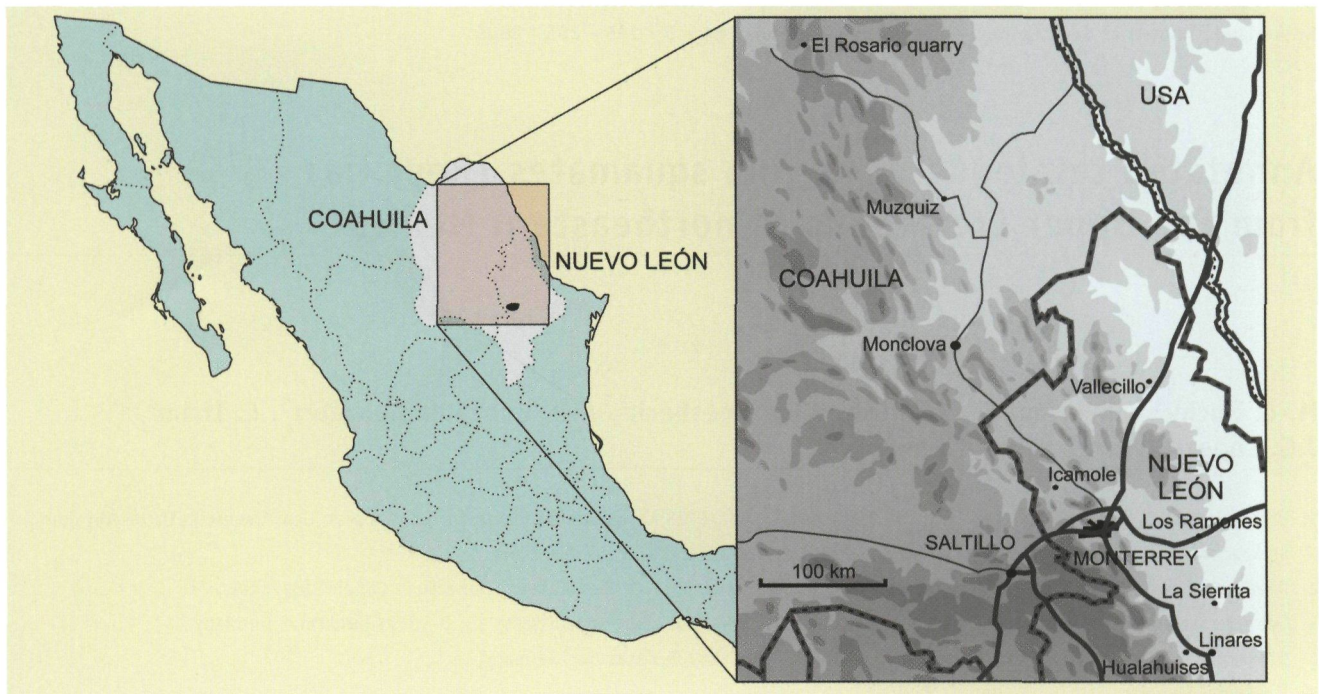 COAHUILA
NUEVO LEÓN
El Rosario quarry
USA
Muzquiz
COAHUILA
Monclova
Vallecillo
Icamole
NUEVO
LEÓN
Los Ramones
SALTILLO
MONTERREY
100 km
La Sierrita
Linares
Hualahuises